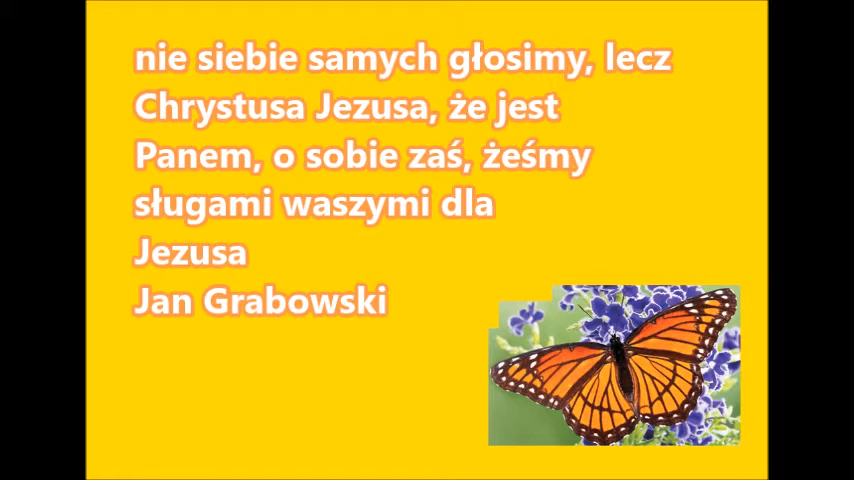 nie siebie samych głosimy, lecz
Chrystusa Jezusa, że jest
Panem, o sobie zaś, żeśmy
sługami waszymi dla
Jezusa
Jan Grabowski